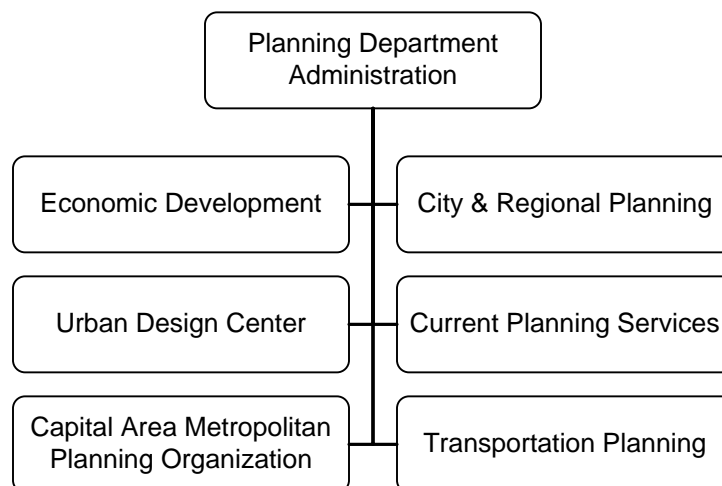 Planning Department
Administration
Economic Development
City & Regional Planning
Urban Design Center
Current Planning Services
Capital Area Metropolitan
Planning Organization
Transportation Planning